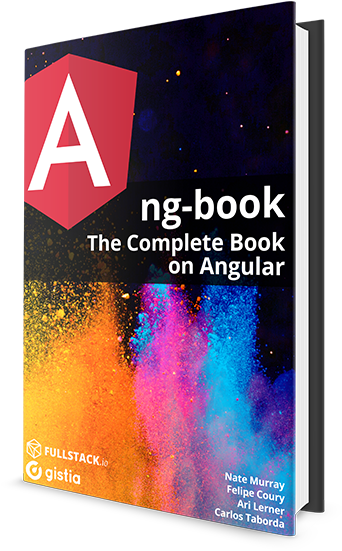 A
ng-book
The Complete Book
on Angular
FULLSTACK.io
gistia
Nate Murray
Felipe Coury
Ari Lerner
Carlos Taborda